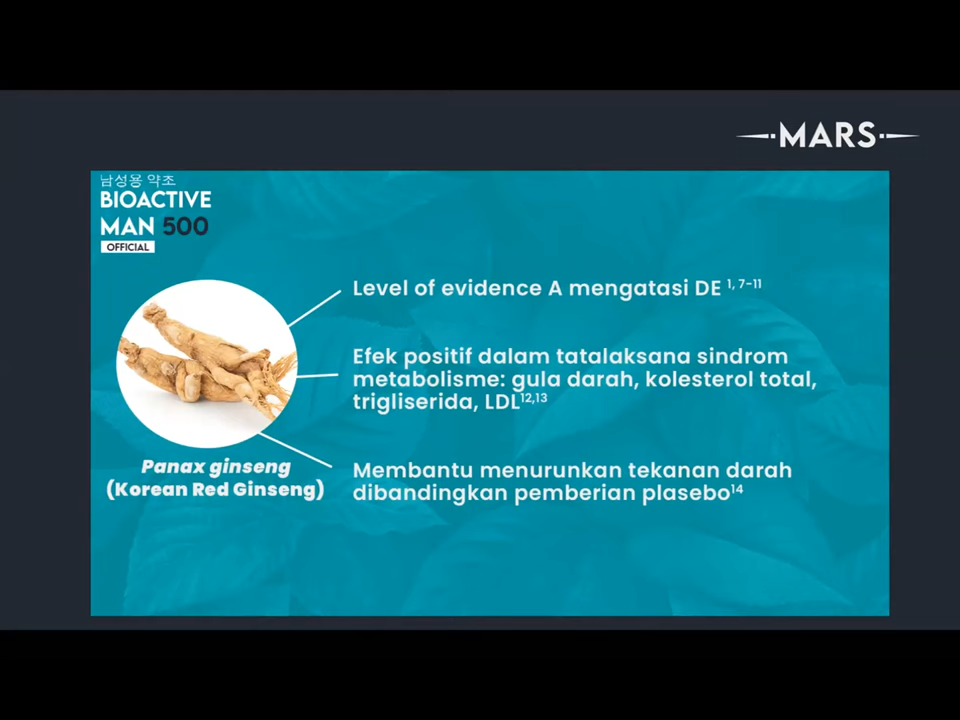 MARS
남성용 약초
BIOACTIVE
MAN 500
OFFICIAL
Level of evidence A mengatasi DE 1, 7-11
Efek positif dalam tatalaksana sindrom
metabolisme: gula darah, kolesterol total,
trigliserida, LDL12,13
Membantu menurunkan tekanan darah
dibandingkan pemberian plasebo14
Panax ginseng
(Korean Red Ginseng)